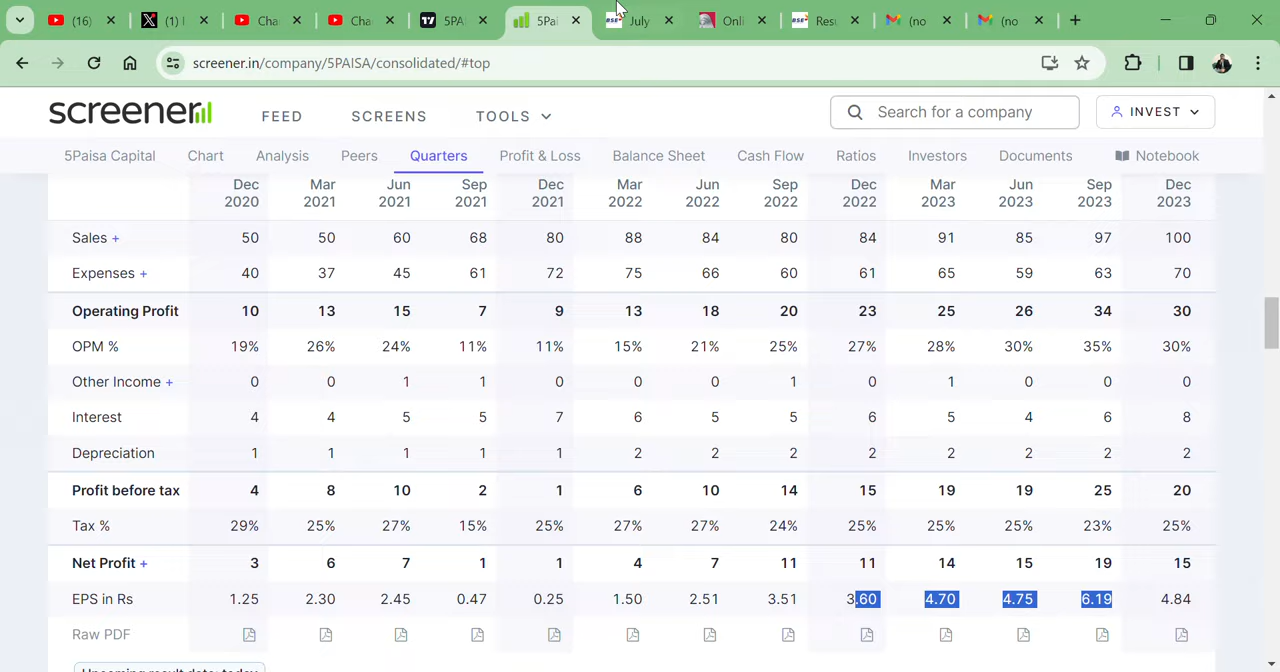 (16)
(1) l
Cha
Cha
5PA
5Pai
BSE
July
Onli
BSE
Resu
(no
(no
screener.in/company/5PAISA/consolidated/#top
screener
FEED
SCREENS
TOOLS
Search for a company
INVEST
5Paisa Capital Chart Analysis Peers Quarters Profit & Loss Balance Sheet Cash Flow Ratios Investors Documents Notebook
Dec Mar Jun Sep Dec Mar Jun Sep Dec Mar Jun Sep Dec
2020 2021 2021 2021 2021 2022 2022 2022 2022 2023 2023 2023 2023
Sales + 50 50 60 68 80 88 84 80 84 91 85 97 100
Expenses + 40 37 45 61 72 75 66 60 61 65 59 63 70
Operating Profit 10 13 15 7 9 13 18 20 23 25 26 34 30
OPM % 19% 26% 24% 11% 11% 15% 21% 25% 27% 28% 30% 35% 30%
Other Income + 0 0 1 1 0 0 0 1 0 1 0 0 0
Interest 4 4 5 5 7 6 5 5 6 5 4 6 8
Depreciation 1 1 1 1 1 2 2 2 2 2 2 2 2
Profit before tax 4 8 10 2 1 6 10 14 15 19 19 25 20
Tax % 29% 25% 27% 15% 25% 27% 27% 24% 25% 25% 25% 23% 25%
Net Profit + 3 6 7 1 1 4 7 11 11 14 15 19 15
EPS in Rs 1.25 2.30 2.45 0.47 0.25 1.50 2.51 3.51 3.60 4.70 4.75 6.19 4.84
Raw PDF
Upcoming result date: today